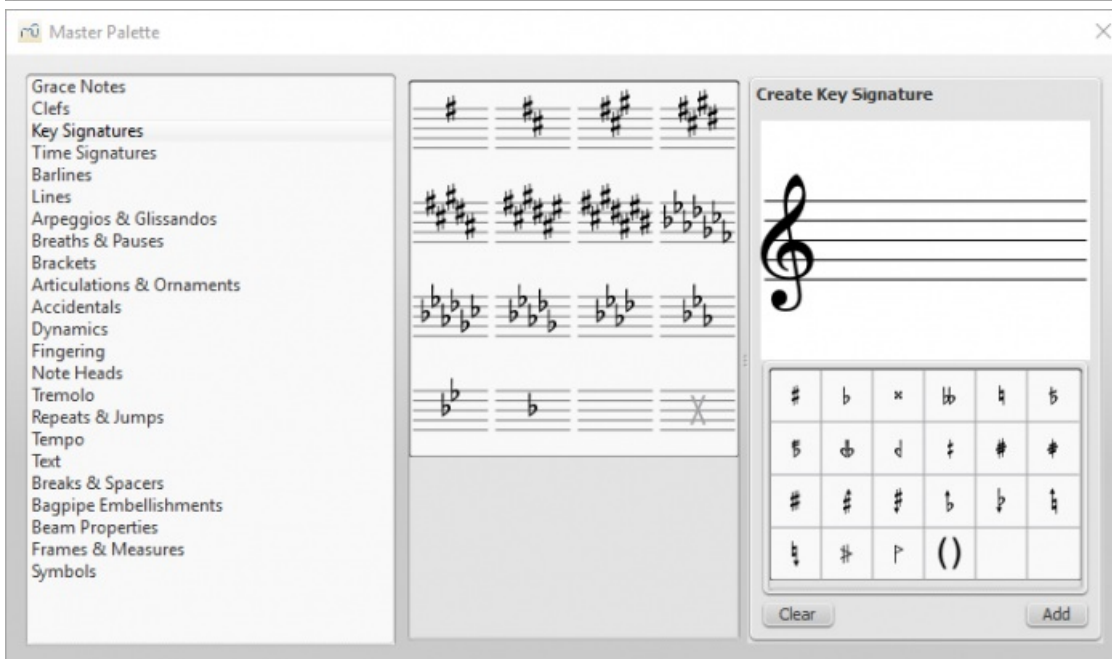 Master Palette
Grace Notes
Clefs
Key Signatures
Time Signatures
Barlines
Lines
Arpeggios & Glissandos
Breaths & Pauses
Brackets
Articulations & Ornaments
Accidentals
Dynamics
Fingering
Note Heads
Tremolo
Repeats & Jumps
Tempo
Text
Breaks & Spacers
Bagpipe Embellishments
Beam Properties
Frames & Measures
Symbols
Create Key Signature
Clear
Add